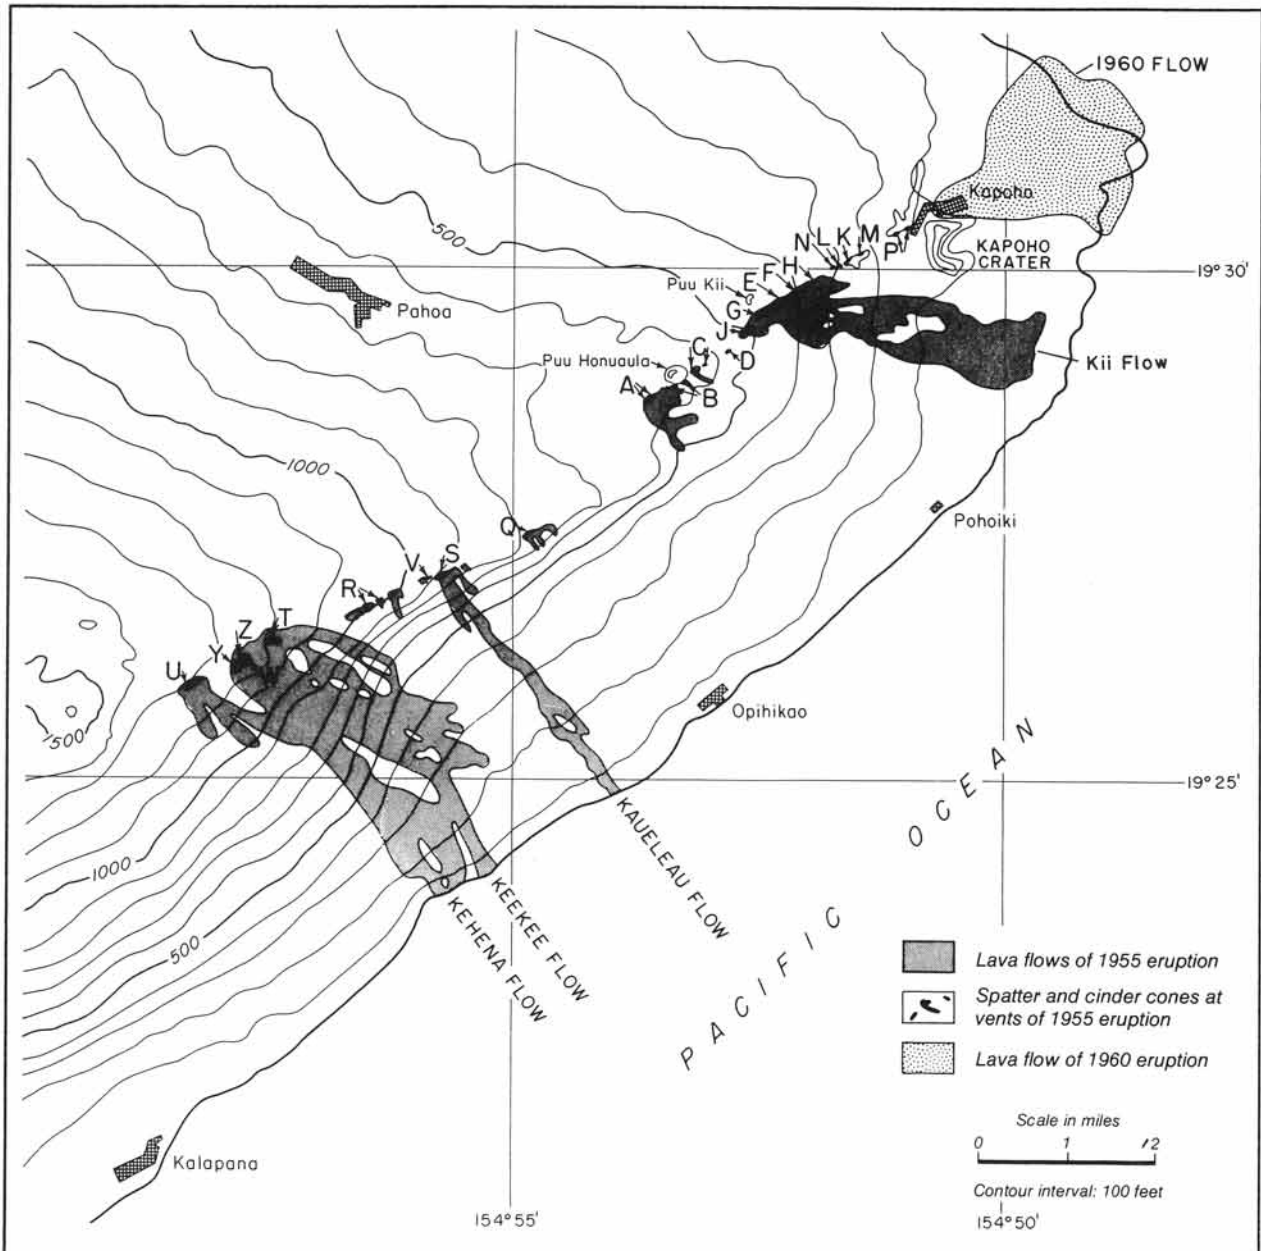 1960 FLOW
Kapoho
500
N L K M
P
KAPOHO
CRATER
19° 30'
E F H
Puu Kii
G
J
Pahoa
C
D
Kii Flow
Puu Honuaula
A
B
1000
Q
Pohoiki
V S
R
T
Z
Y
U
Opihikao
1500
19° 25'
KAUELEAU FLOW
KEEKEE FLOW
KEHENA FLOW
1000
500
PACIFIC OCEAN
Lava flows of 1955 eruption
Spatter and cinder cones at
vents of 1955 eruption
Lava flow of 1960 eruption
Scale in miles
0 1 2
Contour interval: 100 feet
Kalapana
154° 55'
154° 50'